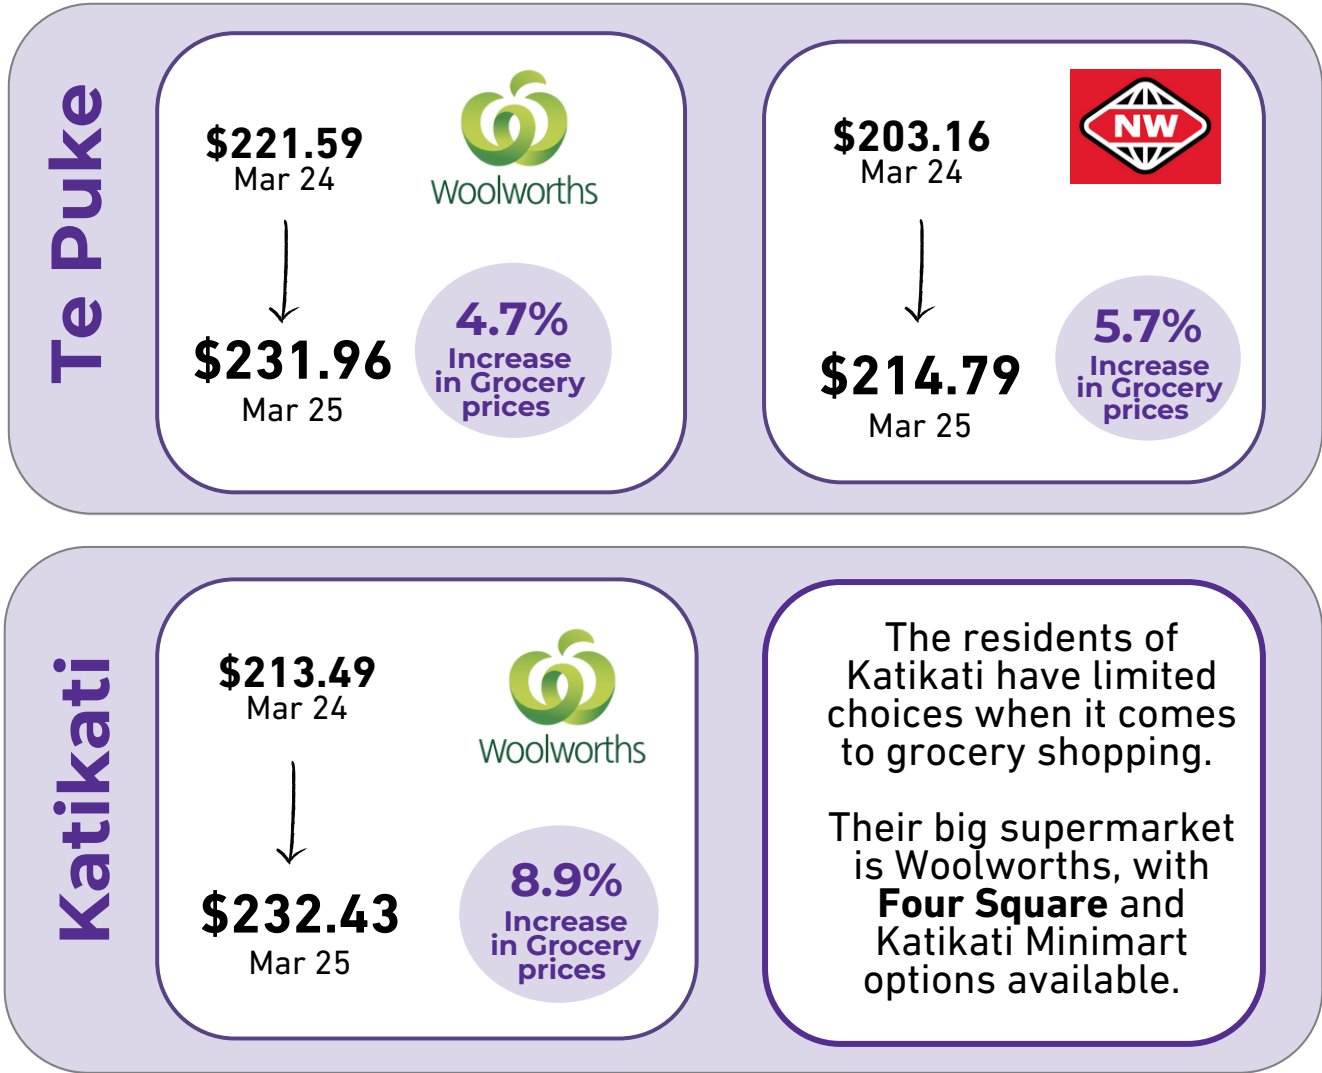 Te Puke
$221.59
Mar 24
Woolworths
$231.96
Mar 25
4.7%
Increase
in Grocery
prices
$203.16
Mar 24
NW
$214.79
Mar 25
5.7%
Increase
in Grocery
prices
Katikati
$213.49
Mar 24
Woolworths
$232.43
Mar 25
8.9%
Increase
in Grocery
prices
The residents of
Katikati have limited
choices when it comes
to grocery shopping.
Their big supermarket
is Woolworths, with
Four Square and
Katikati Minimart
options available.